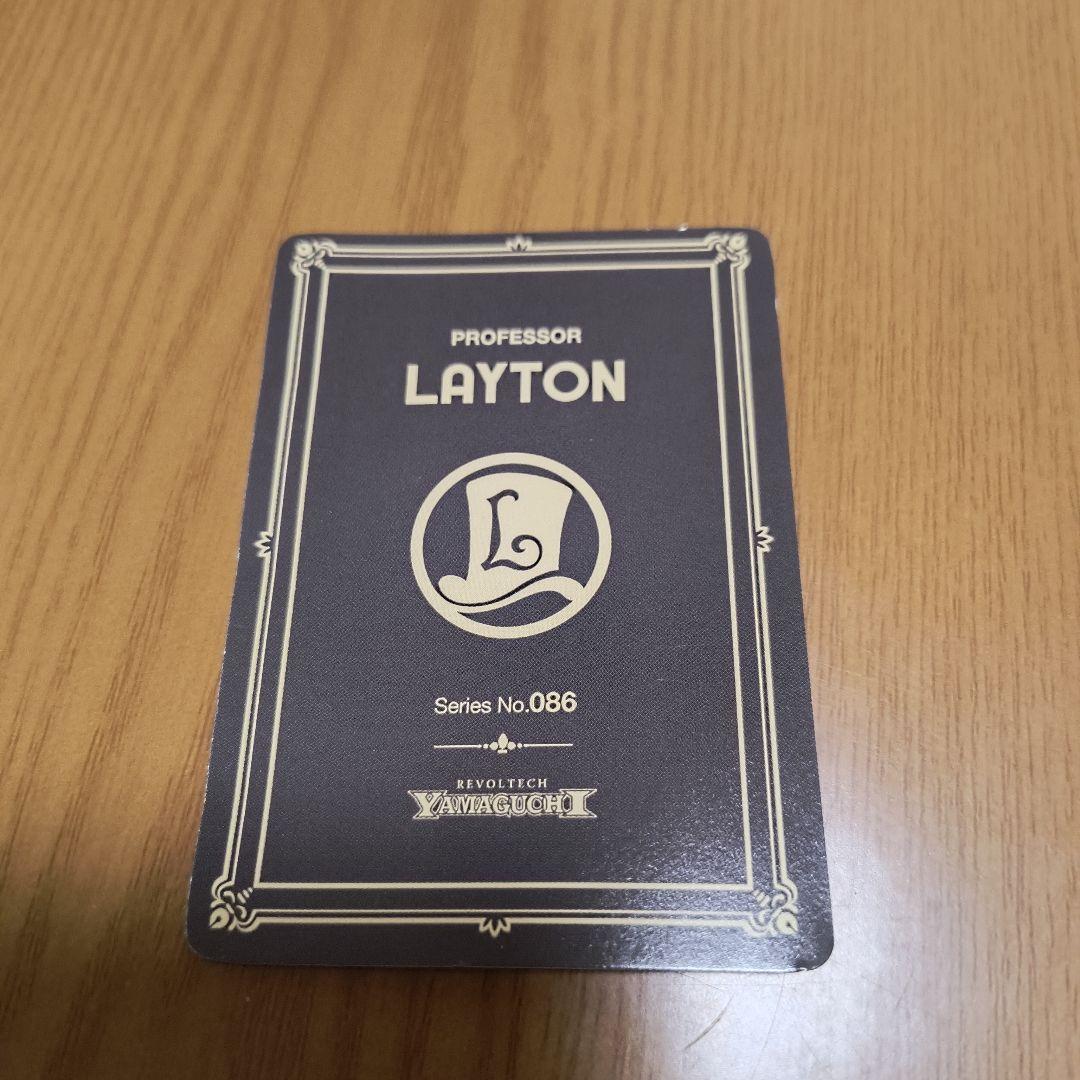 PROFESSOR
LAYTON
L
Series No.086
REVOLTECH
YAMAGUCHI